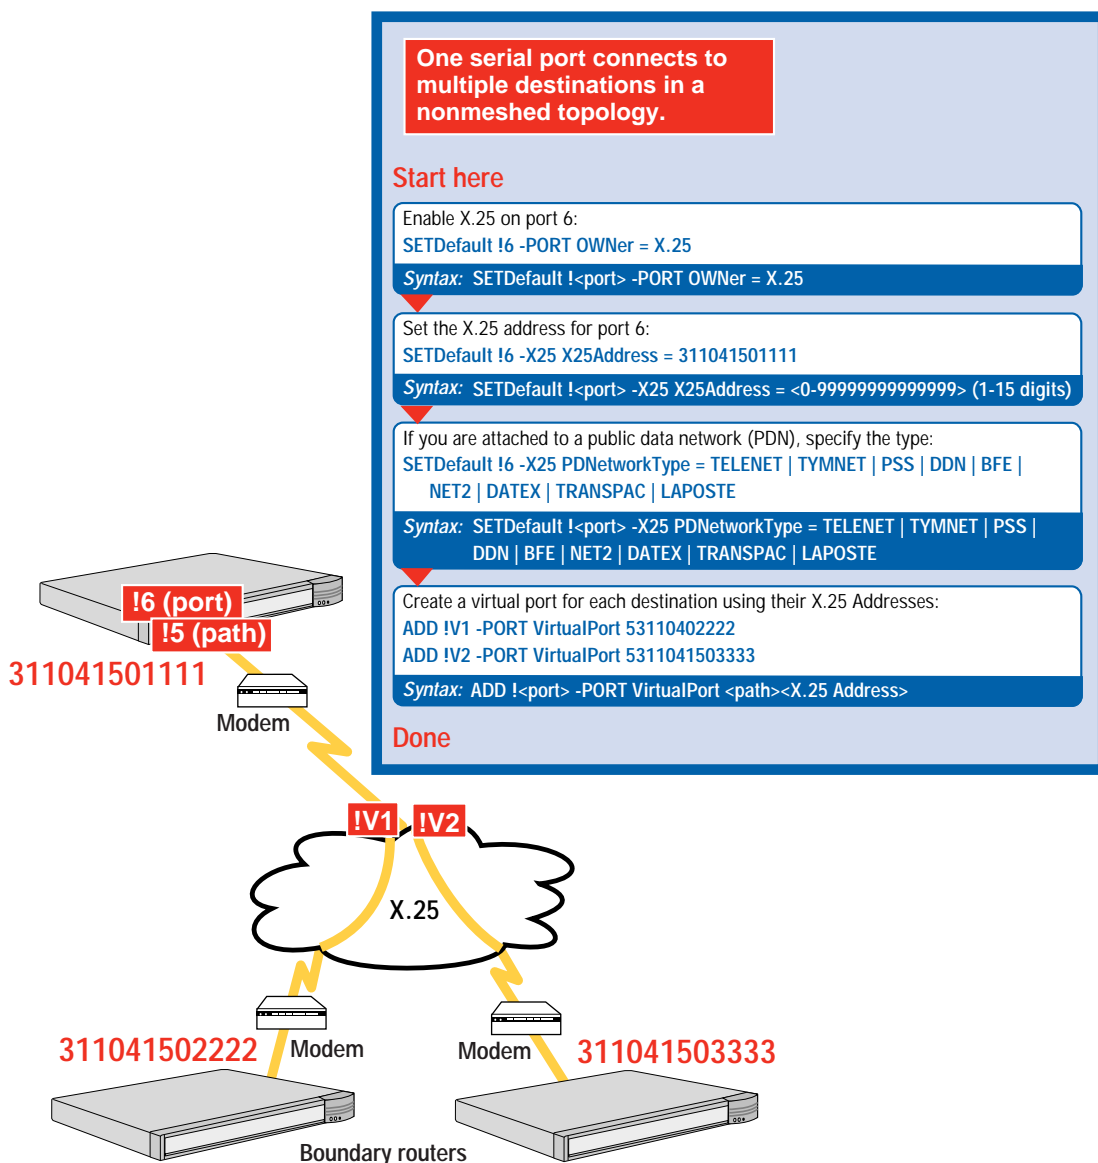 One serial port connects to
multiple destinations in a
nonmeshed topology.
Start here
Enable X.25 on port 6:
SETDefault !6 -PORT OWNer = X.25
Syntax: SETDefault !<port> -PORT OWNer = X.25
Set the X.25 address for port 6:
SETDefault !6 -X25 X25Address = 311041501111
Syntax: SETDefault !<port> -X25 X25Address = <0-99999999999999> (1-15 digits)
If you are attached to a public data network (PDN), specify the type:
SETDefault !6 -X25 PDNetworkType = TELENET | TYMNET | PSS | DDN | BFE |
NET2 | DATEX | TRANSPAC | LAPOSTE
Syntax: SETDefault !<port> -X25 PDNetworkType = TELENET | TYMNET | PSS |
DDN | BFE | NET2 | DATEX | TRANSPAC | LAPOSTE
Create a virtual port for each destination using their X.25 Addresses:
ADD !V1 -PORT VirtualPort 53110402222
ADD !V2 -PORT VirtualPort 5311041503333
Syntax: ADD !<port> -PORT VirtualPort <path><X.25 Address>
Done
!6 (port)
!5 (path)
311041501111
Modem
!V1
!V2
X.25
311041502222
Modem
Modem
311041503333
Boundary routers